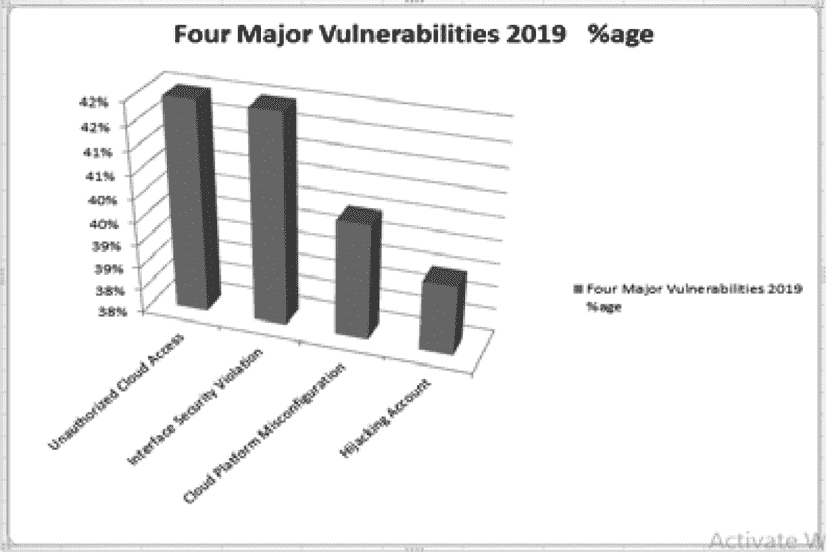 Four Major Vulnerabilities 2019 %age
42%
42%
41%
41%
40%
40%
39%
39%
38%
38%
Unauthorized Cloud Access
Interface Security Violation
Cloud Platform Misconfiguration
Hijacking Account
Four Major Vulnerabilities 2019
%age
Activate W